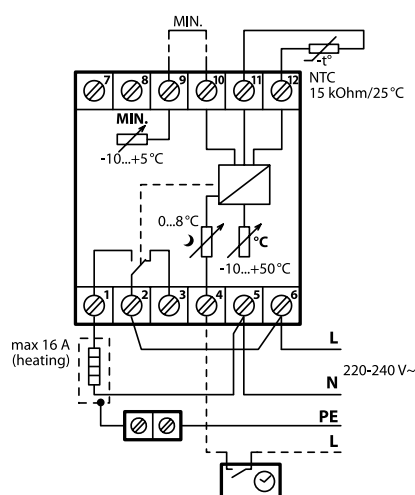 MIN.
-t°
NTC
15 kOhm/25°C
7 8 9 10 11 12
MIN.
-10...+5°C
0...8°C
°C
-10...+50°C
1 2 3 4 5 6
max 16 A
(heating)
L
220-240 V~
N
PE
L